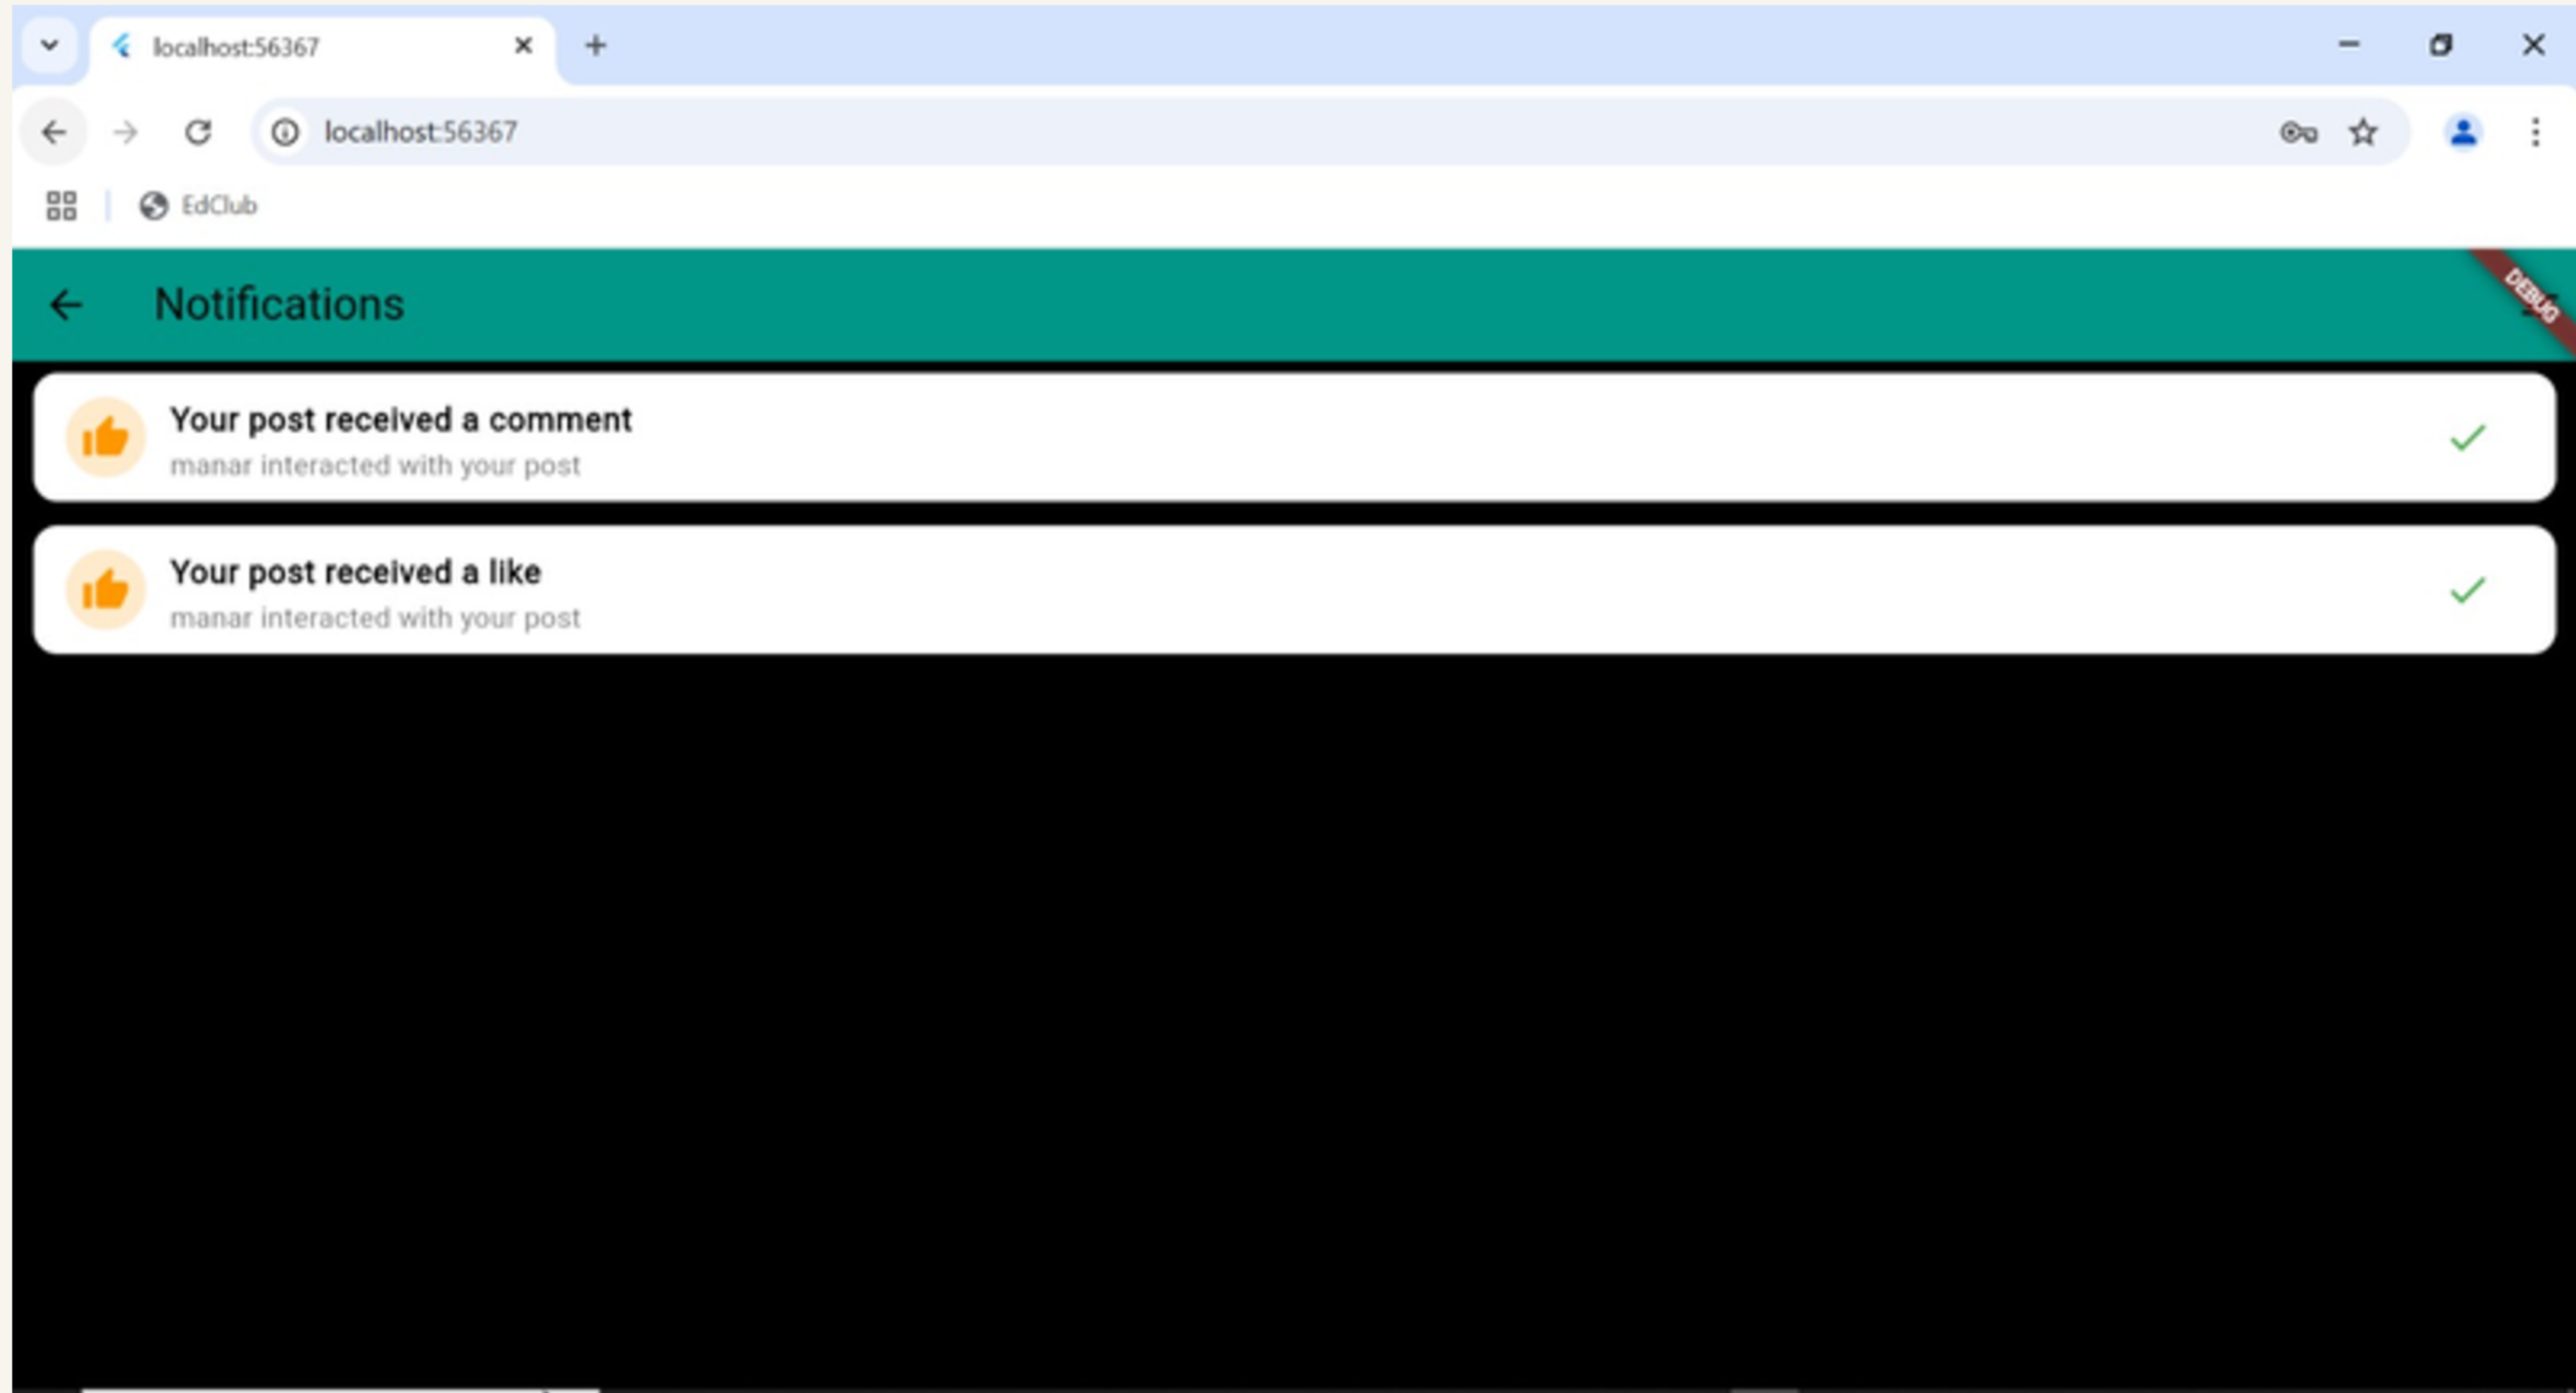 localhost:56367
localhost:56367
EdClub
Notifications
DEBUG
Your post received a comment
manar interacted with your post
Your post received a like
manar interacted with your post